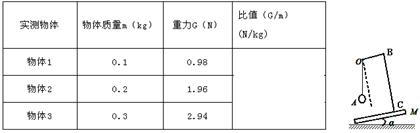 实测物体 物体质量m（kg） 重力G（N） 比值（G/m）
(N/kg)
物体1 0.1 0.98
物体2 0.2 1.96
物体3 0.3 2.94
O B
A
C M
α